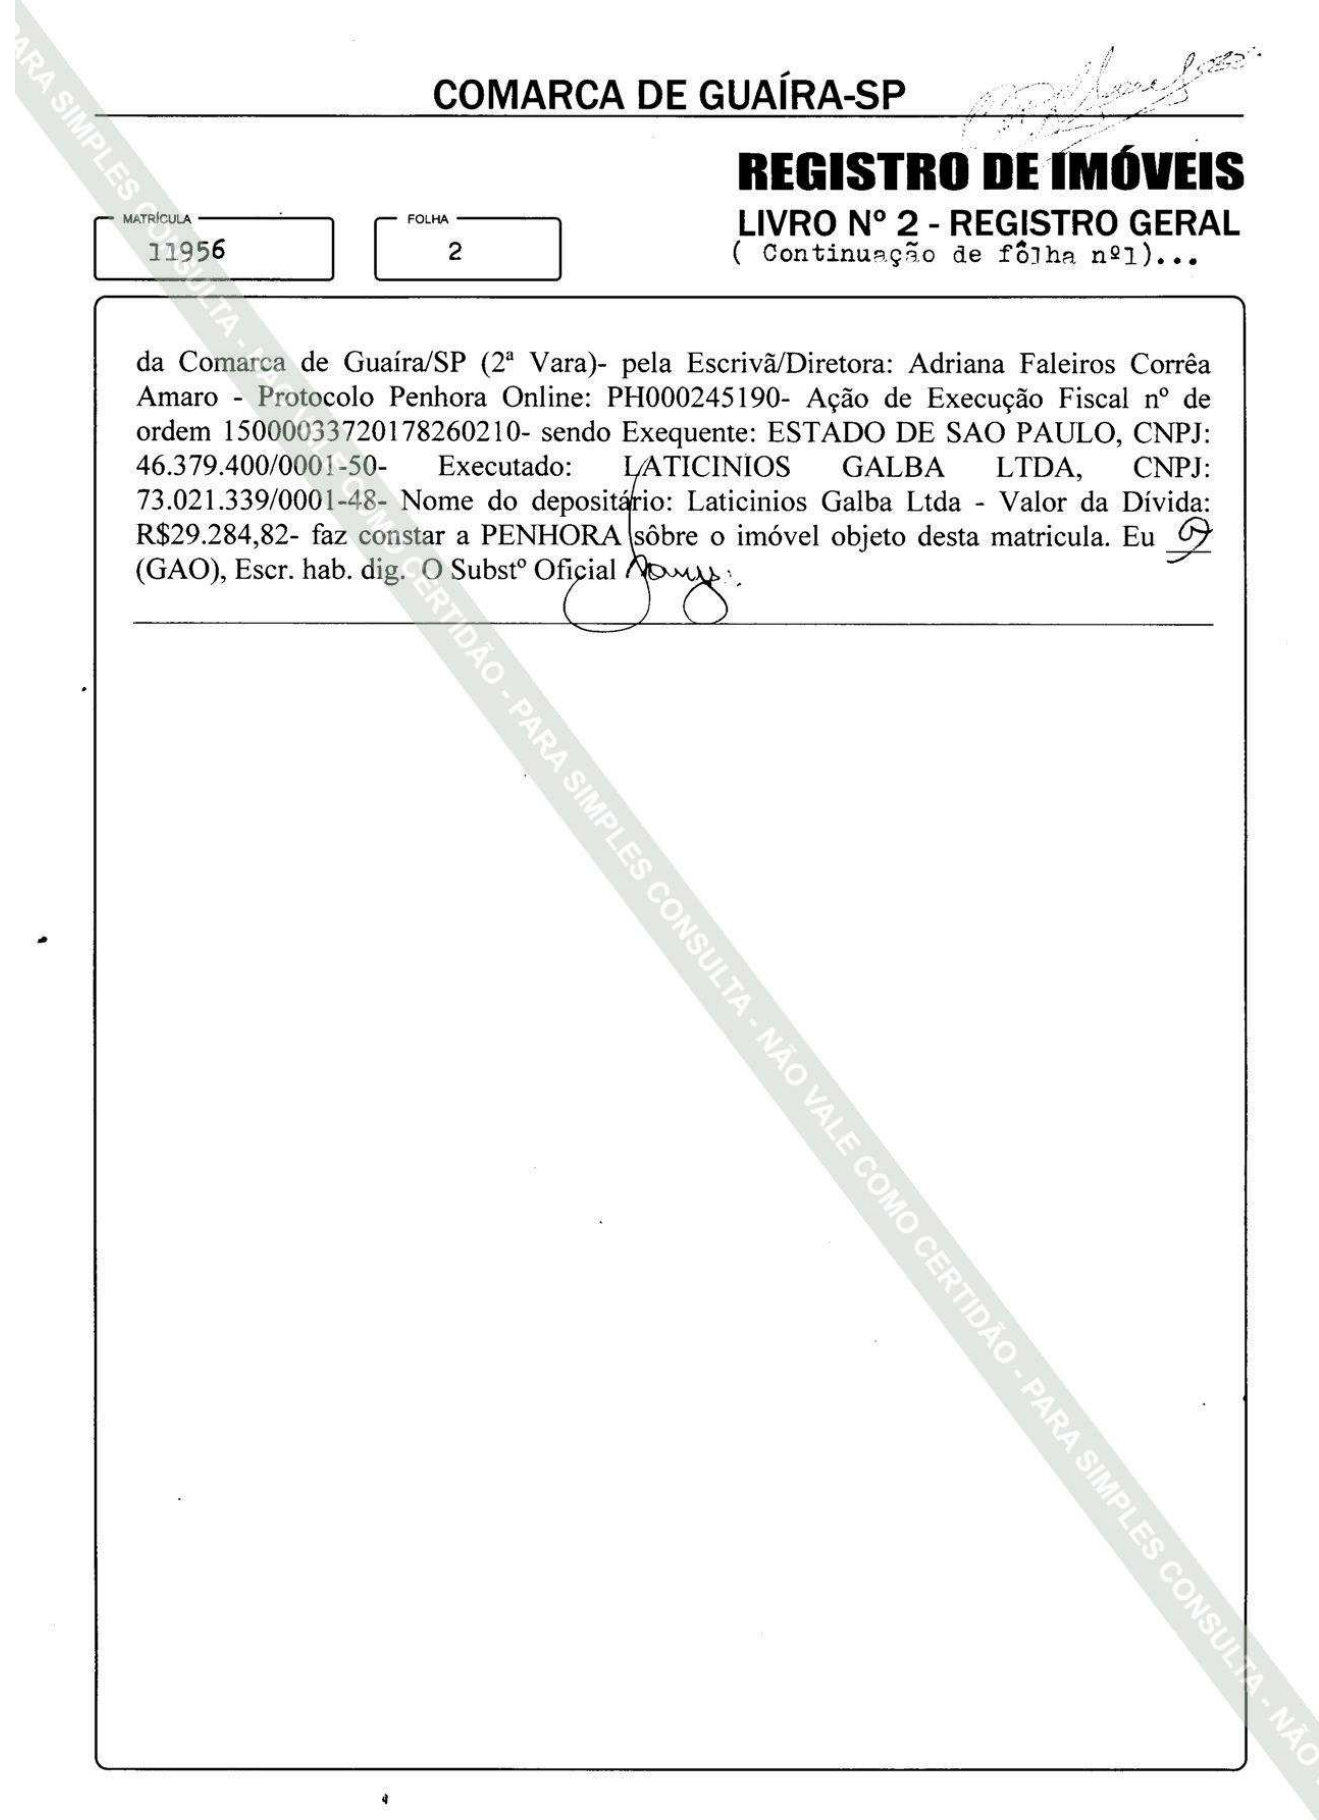 COMARCA DE GUAÍRA-SP
REGISTRO DE IMÓVEIS
LIVRO Nº 2 - REGISTRO GERAL
( Continuação de fôlha nº1)...
MATRÍCULA
11956
FOLHA
2
da Comarca de Guaíra/SP (2ª Vara)- pela Escrivã/Diretora: Adriana Faleiros Corrêa
Amaro - Protocolo Penhora Online: PH000245190- Ação de Execução Fiscal nº de
ordem 15000033720178260210- sendo Exequente: ESTADO DE SAO PAULO, CNPJ:
46.379.400/0001-50- Executado: LATICINIOS GALBA LTDA, CNPJ:
73.021.339/0001-48- Nome do depositário: Laticinios Galba Ltda - Valor da Dívida:
R$29.284,82- faz constar a PENHORA sôbre o imóvel objeto desta matricula. Eu
(GAO), Escr. hab. dig. O Substº Oficial
PARA SIMPLES CONSULTA - NÃO VALE COMO CERTIDÃO - PARA SIMPLES CONSULTA - NÃO VALE COMO CERTIDÃO - PARA SIMPLES CONSULTA - NÃO